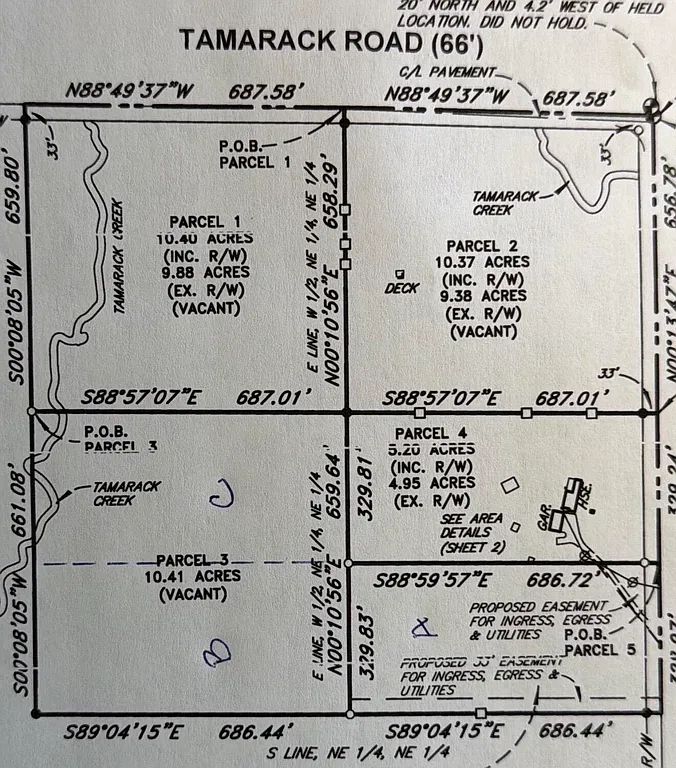 20' NORTH AND 4.2' WEST OF HELD
LOCATION. DID NOT HOLD.
TAMARACK ROAD (66')
C/L PAVEMENT
N88°49'37"W 687.58'
N88°49'37"W 687.58'
33'
P.O.B.
PARCEL 1
33'
659.80'
S00°08'05"W
TAMARACK CREEK
PARCEL 1
10.40 ACRES
(INC. R/W)
9.88 ACRES
(EX. R/W)
(VACANT)
E LINE, W 1/2, NE 1/4
N00°10'56"E 658.29'
TAMARACK
CREEK
PARCEL 2
10.37 ACRES
(INC. R/W)
9.38 ACRES
(EX. R/W)
(VACANT)
DECK
656.78'
N00°13'47"E
33'
S88°57'07"E 687.01'
S88°57'07"E 687.01'
P.O.B.
PARCEL 3
TAMARACK
CREEK
661.08'
S00°08'05"W
C
PARCEL 3
10.41 ACRES
(VACANT)
B
E LINE, W 1/2, NE 1/4, NE 1/4
N00°10'56"E 659.64'
329.81'
PARCEL 4
5.20 ACRES
(INC. R/W)
4.95 ACRES
(EX. R/W)
GAR.
HSE.
SEE AREA
DETAILS
(SHEET 2)
329.24'
S88°59'57"E 686.72'
329.83'
A
PROPOSED EASEMENT
FOR INGRESS, EGRESS
& UTILITIES
P.O.B.
PARCEL 5
PROPOSED 33' EASEMENT
FOR INGRESS, EGRESS &
UTILITIES
S89°04'15"E 686.44'
S89°04'15"E 686.44'
S LINE, NE 1/4, NE 1/4
R/W